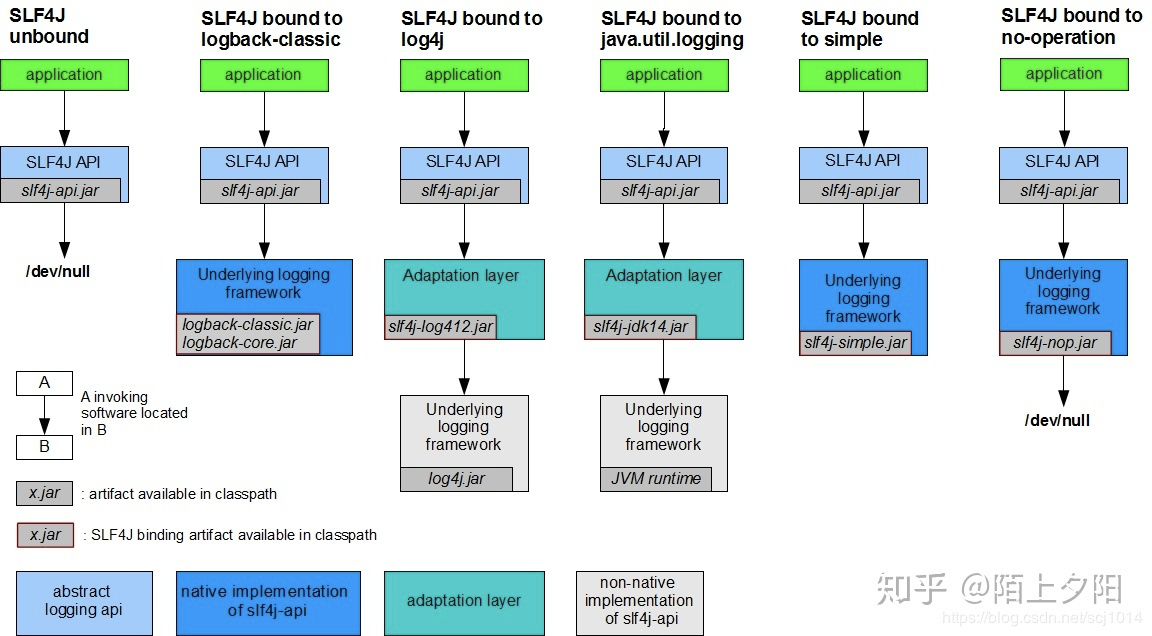 SLF4J
unbound
application
SLF4J API
slf4j-api.jar
/dev/null
SLF4J bound to
logback-classic
application
SLF4J API
slf4j-api.jar
Underlying logging
framework
logback-classic.jar
logback-core.jar
SLF4J bound to
log4j
application
SLF4J API
slf4j-api.jar
Adaptation layer
slf4j-log412.jar
Underlying
logging
framework
log4j.jar
SLF4J bound to
java.util.logging
application
SLF4J API
slf4j-api.jar
Adaptation layer
slf4j-jdk14.jar
Underlying
logging
framework
JVM runtime
SLF4J bound
to simple
application
SLF4J API
slf4j-api.jar
Underlying
logging
framework
slf4j-simple.jar
SLF4J bound to
no-operation
application
SLF4J API
slf4j-api.jar
Underlying
logging
framework
slf4j-nop.jar
/dev/null
A
B
A invoking
software located
in B
x.jar : artifact available in classpath
x.jar : SLF4J binding artifact available in classpath
abstract
logging api
native implementation
of slf4j-api
adaptation layer
non-native
implementation
of slf4j-api
知乎 @陌上夕阳
https://blog.csdn.net/scj1014